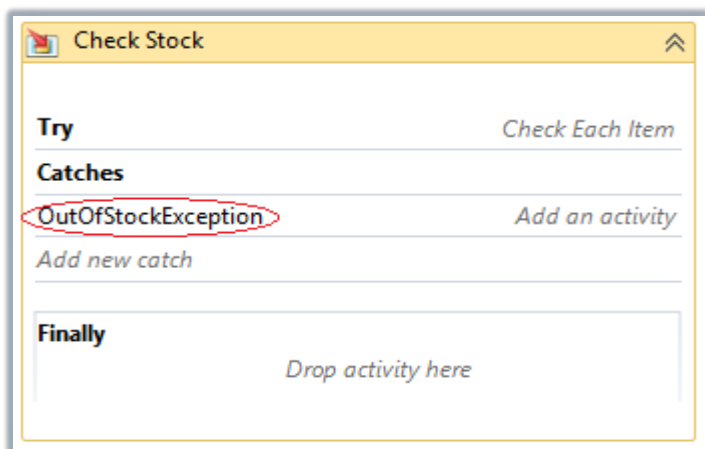 Check Stock
Try Check Each Item
Catches
OutOfStockException Add an activity
Add new catch
Finally
Drop activity here